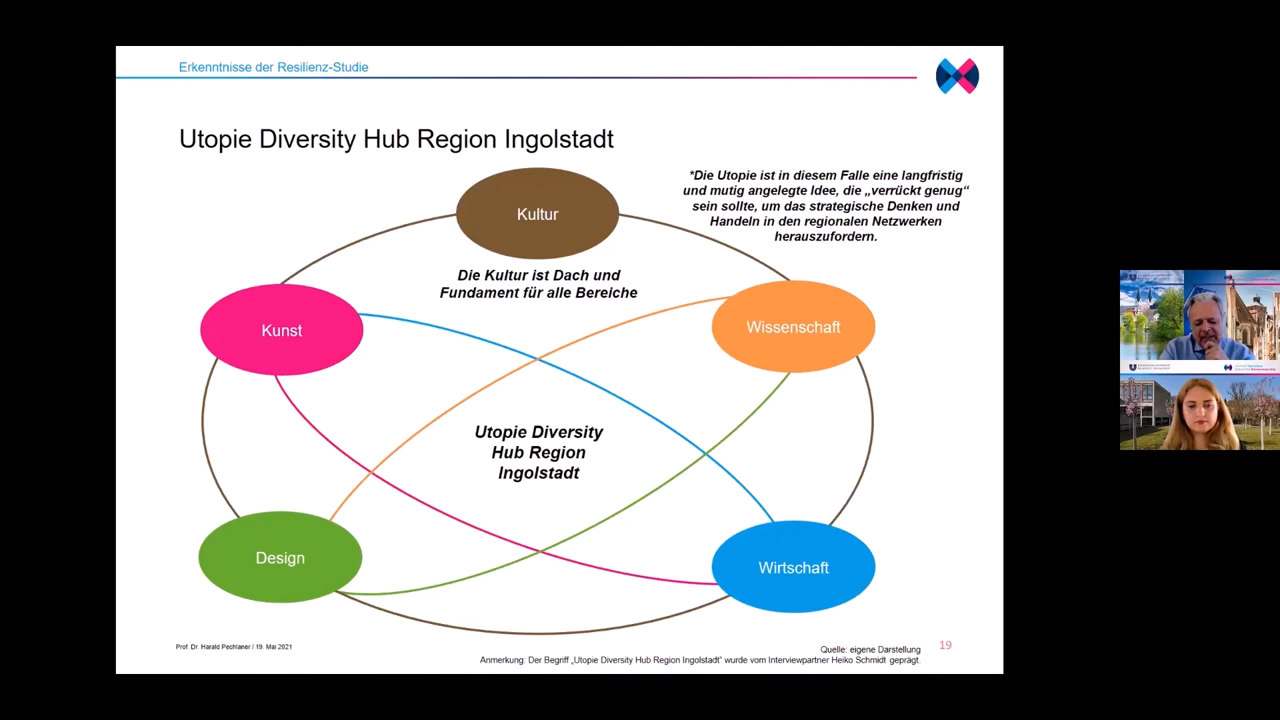 Erkenntnisse der Resilienz-Studie
Utopie Diversity Hub Region Ingolstadt
*Die Utopie ist in diesem Falle eine langfristig
und mutig angelegte Idee, die „verrückt genug“
sein sollte, um das strategische Denken und
Handeln in den regionalen Netzwerken
herauszufordern.
Kultur
Die Kultur ist Dach und
Fundament für alle Bereiche
Kunst
Wissenschaft
Utopie Diversity
Hub Region
Ingolstadt
Design
Wirtschaft
Prof. Dr. Harald Pechlaner / 19. Mai 2021
Quelle: eigene Darstellung
Anmerkung: Der Begriff „Utopie Diversity Hub Region Ingolstadt“ wurde vom Interviewpartner Heiko Schmidt geprägt.
19